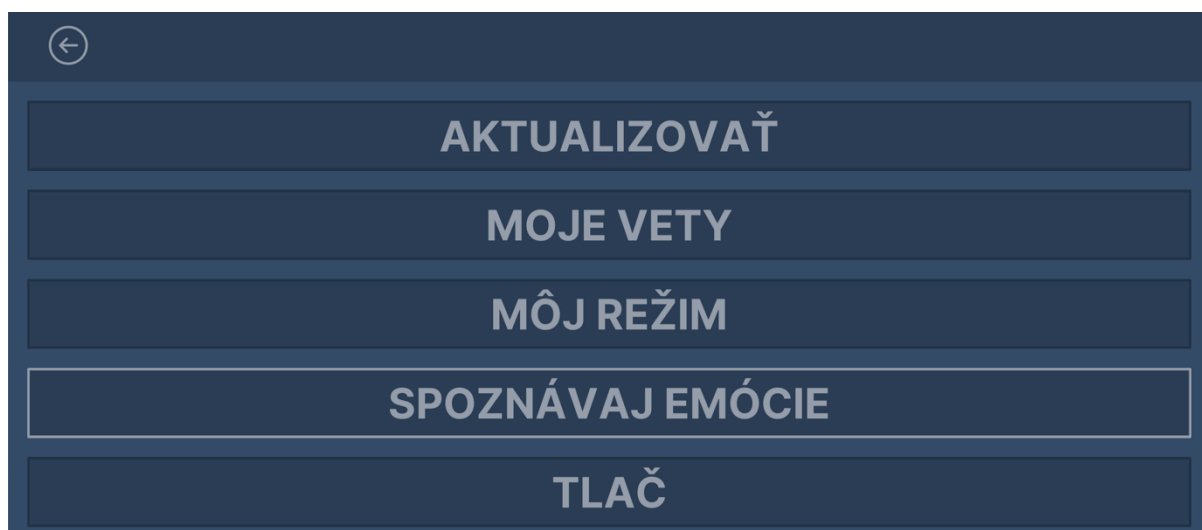 AKTUALIZOVAŤ
MOJE VETY
MÔJ REŽIM
SPOZNÁVAJ EMÓCIE
TLAČ